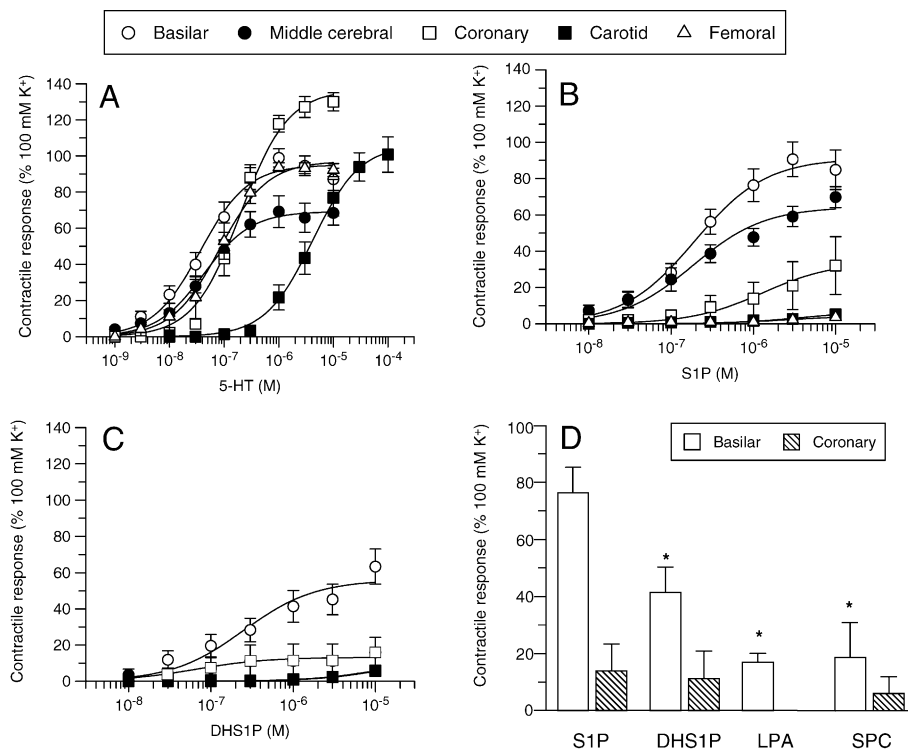 Basilar Middle cerebral Coronary Carotid Femoral
A
Contractile response (% 100 mM K⁺)
140
120
100
80
60
40
20
0
10⁻⁹ 10⁻⁸ 10⁻⁷ 10⁻⁶ 10⁻⁵ 10⁻⁴
5-HT (M)
B
Contractile response (% 100 mM K⁺)
140
120
100
80
60
40
20
0
10⁻⁸ 10⁻⁷ 10⁻⁶ 10⁻⁵
S1P (M)
C
Contractile response (% 100 mM K⁺)
140
120
100
80
60
40
20
0
10⁻⁸ 10⁻⁷ 10⁻⁶ 10⁻⁵
DHS1P (M)
D
Basilar Coronary
Contractile response (% 100 mM K⁺)
100
80
60
40
20
0
*
*
*
S1P DHS1P LPA SPC